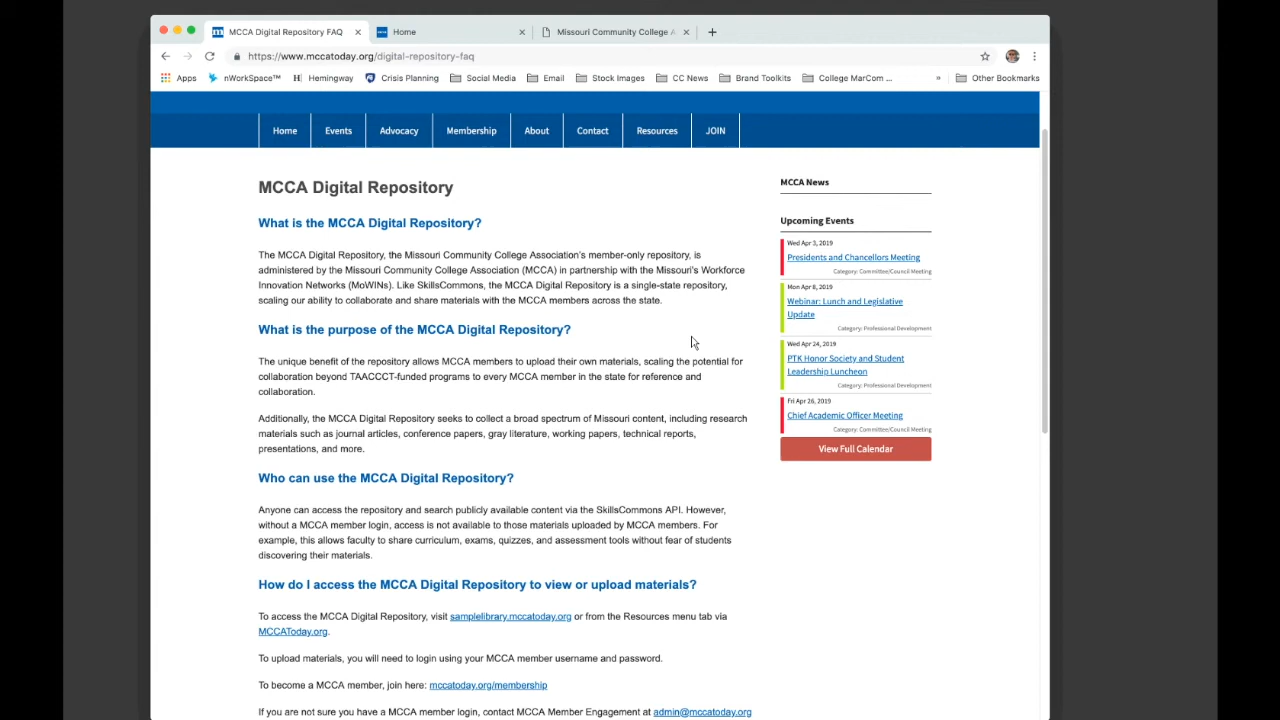 MCCA Digital Repository FAQ
Home
Missouri Community College A
https://www.mccatoday.org/digital-repository-faq
Apps nWorkSpace™ Hemingway Crisis Planning Social Media Email Stock Images CC News Brand Toolkits College MarCom ... » Other Bookmarks
Home Events Advocacy Membership About Contact Resources JOIN
MCCA Digital Repository
What is the MCCA Digital Repository?
The MCCA Digital Repository, the Missouri Community College Association's member-only repository, is
administered by the Missouri Community College Association (MCCA) in partnership with the Missouri's Workforce
Innovation Networks (MoWINs). Like SkillsCommons, the MCCA Digital Repository is a single-state repository,
scaling our ability to collaborate and share materials with the MCCA members across the state.
What is the purpose of the MCCA Digital Repository?
The unique benefit of the repository allows MCCA members to upload their own materials, scaling the potential for
collaboration beyond TAACCCT-funded programs to every MCCA member in the state for reference and
collaboration.
Additionally, the MCCA Digital Repository seeks to collect a broad spectrum of Missouri content, including research
materials such as journal articles, conference papers, gray literature, working papers, technical reports,
presentations, and more.
Who can use the MCCA Digital Repository?
Anyone can access the repository and search publicly available content via the SkillsCommons API. However,
without a MCCA member login, access is not available to those materials uploaded by MCCA members. For
example, this allows faculty to share curriculum, exams, quizzes, and assessment tools without fear of students
discovering their materials.
How do I access the MCCA Digital Repository to view or upload materials?
To access the MCCA Digital Repository, visit samplelibrary.mccatoday.org or from the Resources menu tab via
MCCAToday.org.
To upload materials, you will need to login using your MCCA member username and password.
To become a MCCA member, join here: mccatoday.org/membership
If you are not sure you have a MCCA member login, contact MCCA Member Engagement at admin@mccatoday.org
MCCA News
Upcoming Events
Wed Apr 3, 2019
Presidents and Chancellors Meeting
Category: Committee/Council Meeting
Mon Apr 8, 2019
Webinar: Lunch and Legislative
Update
Category: Professional Development
Wed Apr 24, 2019
PTK Honor Society and Student
Leadership Luncheon
Category: Professional Development
Fri Apr 26, 2019
Chief Academic Officer Meeting
Category: Committee/Council Meeting
View Full Calendar